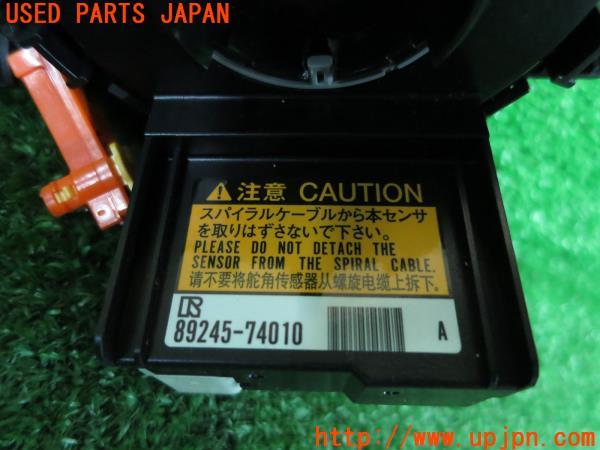 USED PARTS JAPAN
注意 CAUTION
スパイラルケーブルから本センサ
を取りはずさないで下さい。
PLEASE DO NOT DETACH THE
SENSOR FROM THE SPIRAL CABLE.
请不要将舵角传感器从螺旋电缆上拆下。
89245-74010 A
http://www.upjpn.com